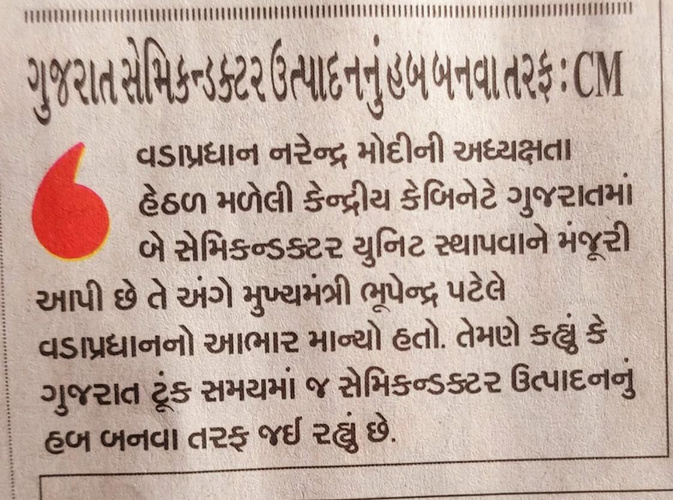 ગુજરાત સેમિકન્ડક્ટર ઉત્પાદનનું હબ બનવા તરફ : CM
વડાપ્રધાન નરેન્દ્ર મોદીની અધ્યક્ષતા
હેઠળ મળેલી કેન્દ્રીય કેબિનેટે ગુજરાતમાં
બે સેમિકન્ડક્ટર યુનિટ સ્થાપવાને મંજૂરી
આપી છે તે અંગે મુખ્યમંત્રી ભૂપેન્દ્ર પટેલે
વડાપ્રધાનનો આભાર માન્યો હતો. તેમણે કહ્યું કે
ગુજરાત ટૂંક સમયમાં જ સેમિકન્ડક્ટર ઉત્પાદનનું
હબ બનવા તરફ જઈ રહ્યું છે.